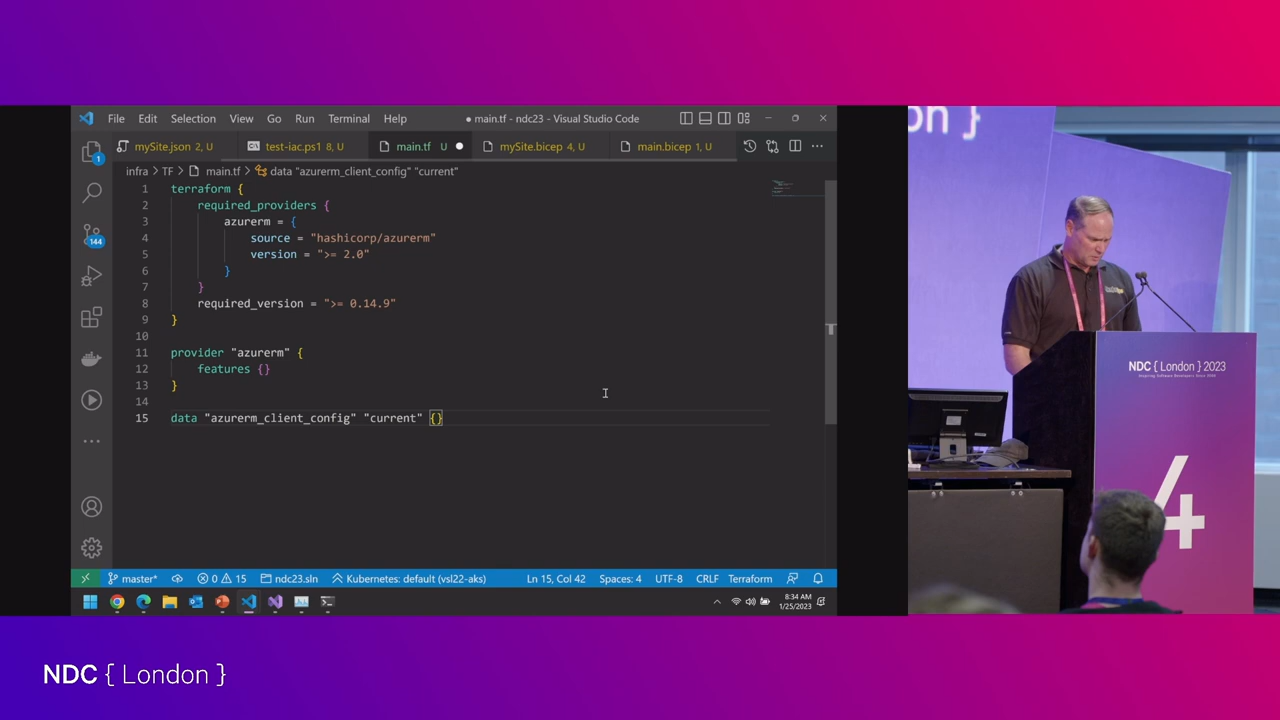 File Edit Selection View Go Run Terminal Help
● main.tf - ndc23 - Visual Studio Code
mySite.json 2, U
test-iac.ps1 8, U
main.tf U
mySite.bicep 4, U
main.bicep 1, U
infra > TF > main.tf > data "azurerm_client_config" "current"
1 terraform {
2 required_providers {
3 azurerm = {
4 source = "hashicorp/azurerm"
5 version = ">= 2.0"
6 }
7 }
8 required_version = ">= 0.14.9"
9 }
10
11 provider "azurerm" {
12 features {}
13 }
14
15 data "azurerm_client_config" "current" {}
1
144
master* 0 15 ndc23.sln Kubernetes: default (vsl22-aks) Ln 15, Col 42 Spaces: 4 UTF-8 CRLF Terraform
8:34 AM
1/25/2023
on }
NDC { London } 2023
4
NDC { London }